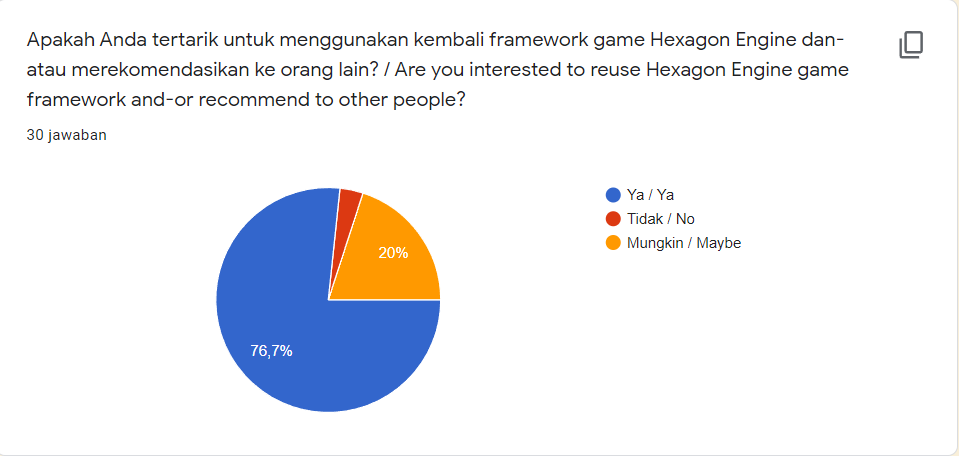 Apakah Anda tertarik untuk menggunakan kembali framework game Hexagon Engine dan-
atau merekomendasikan ke orang lain? / Are you interested to reuse Hexagon Engine game
framework and-or recommend to other people?
30 jawaban
Ya / Ya
Tidak / No
Mungkin / Maybe
20%
76,7%